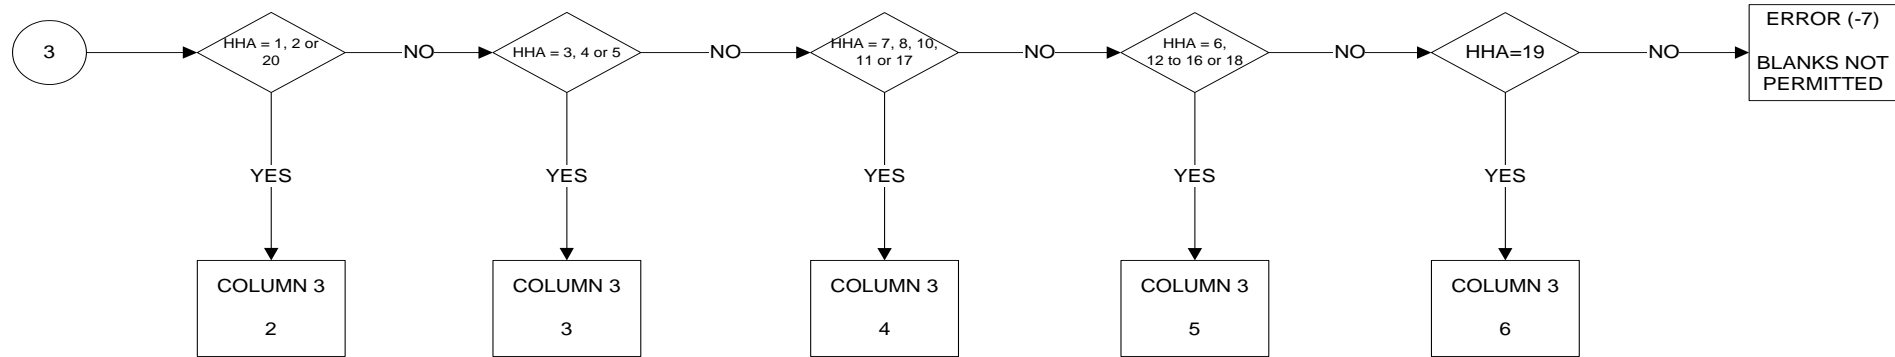 3
HHA = 1, 2 or
20
NO
HHA = 3, 4 or 5
NO
HHA = 7, 8, 10,
11 or 17
NO
HHA = 6,
12 to 16 or 18
NO
HHA=19
NO
ERROR (-7)
BLANKS NOT
PERMITTED
YES
YES
YES
YES
YES
COLUMN 3
2
COLUMN 3
3
COLUMN 3
4
COLUMN 3
5
COLUMN 3
6